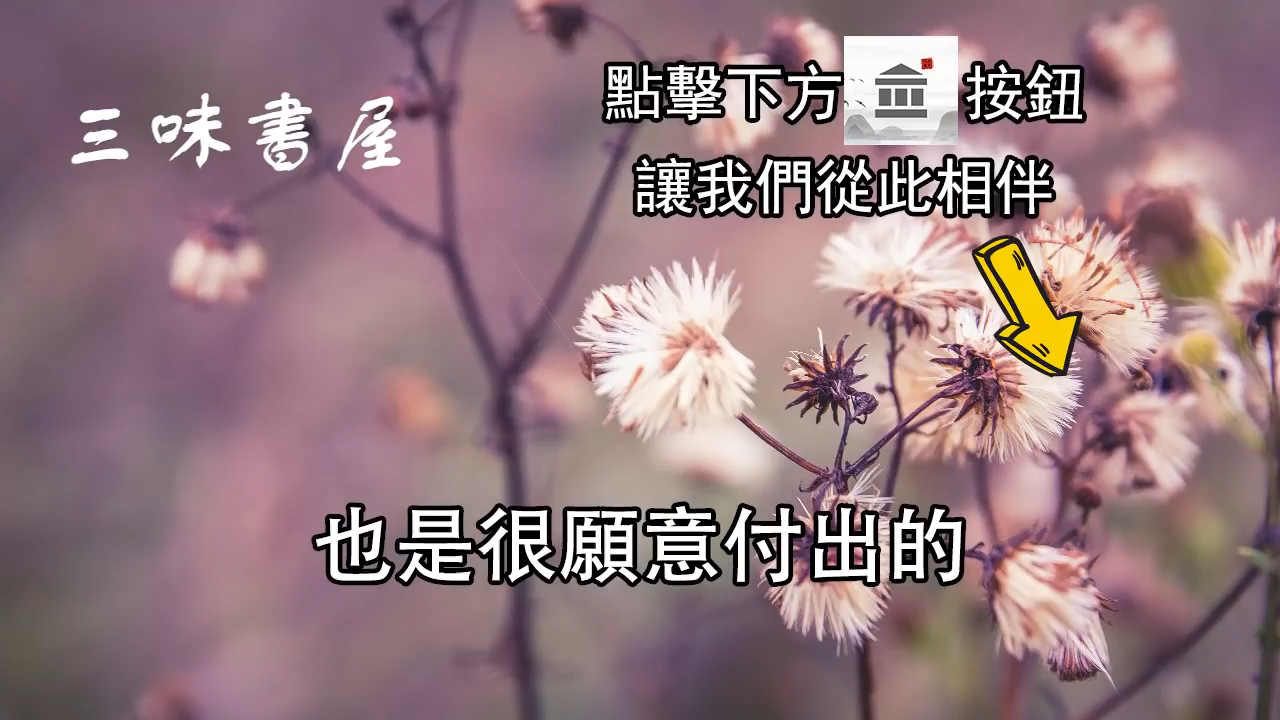 三味書屋
點擊下方 按鈕
讓我們從此相伴
也是很願意付出的